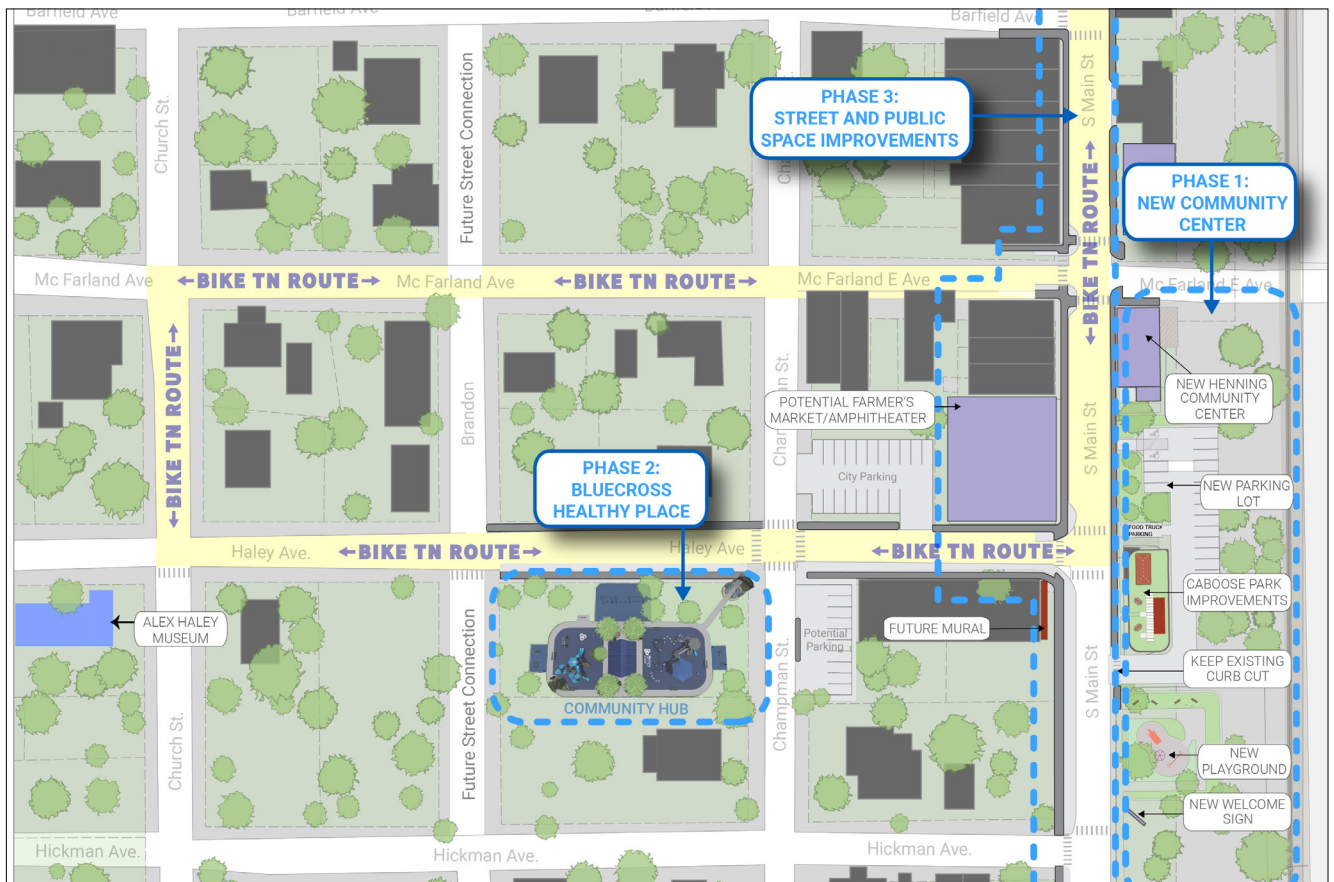 Barfield Ave
Barfield Ave
Barfield Ave
PHASE 3:
STREET AND PUBLIC
SPACE IMPROVEMENTS
S Main St
Church St.
Future Street Connection
PHASE 1:
NEW COMMUNITY
CENTER
BIKE TN ROUTE
Mc Farland Ave
BIKE TN ROUTE
Mc Farland Ave
BIKE TN ROUTE
Mc Farland E Ave
Mc Farland E Ave
BIKE TN ROUTE
Brandon
Chapman St.
POTENTIAL FARMER'S
MARKET/AMPHITHEATER
NEW HENNING
COMMUNITY
CENTER
S Main St
PHASE 2:
BLUECROSS
HEALTHY PLACE
City Parking
NEW PARKING
LOT
FOOD TRUCK
PARKING
Haley Ave.
BIKE TN ROUTE
Haley Ave
BIKE TN ROUTE
CABOOSE PARK
IMPROVEMENTS
ALEX HALEY
MUSEUM
FUTURE MURAL
Potential
Parking
KEEP EXISTING
CURB CUT
COMMUNITY HUB
Church St.
Future Street Connection
Champman St.
S Main St
NEW
PLAYGROUND
NEW WELCOME
SIGN
Hickman Ave.
Hickman Ave.
Hickman Ave.